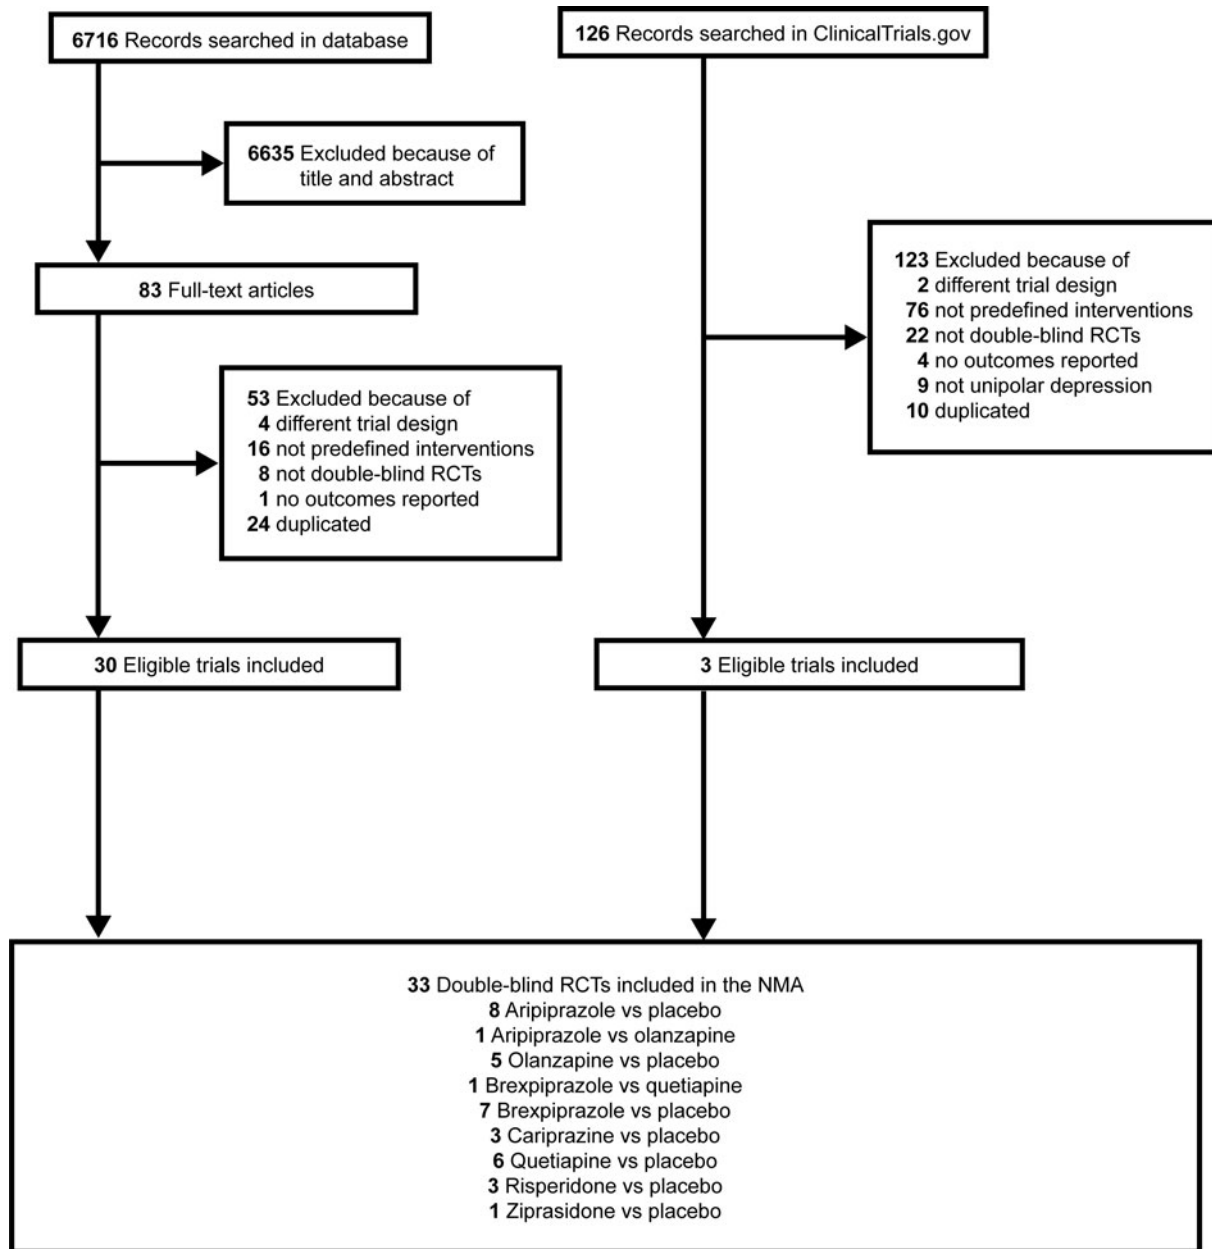 6716 Records searched in database
126 Records searched in ClinicalTrials.gov
6635 Excluded because of
title and abstract
83 Full-text articles
123 Excluded because of
2 different trial design
76 not predefined interventions
22 not double-blind RCTs
4 no outcomes reported
9 not unipolar depression
10 duplicated
53 Excluded because of
4 different trial design
16 not predefined interventions
8 not double-blind RCTs
1 no outcomes reported
24 duplicated
30 Eligible trials included
3 Eligible trials included
33 Double-blind RCTs included in the NMA
8 Aripiprazole vs placebo
1 Aripiprazole vs olanzapine
5 Olanzapine vs placebo
1 Brexpiprazole vs quetiapine
7 Brexpiprazole vs placebo
3 Cariprazine vs placebo
6 Quetiapine vs placebo
3 Risperidone vs placebo
1 Ziprasidone vs placebo